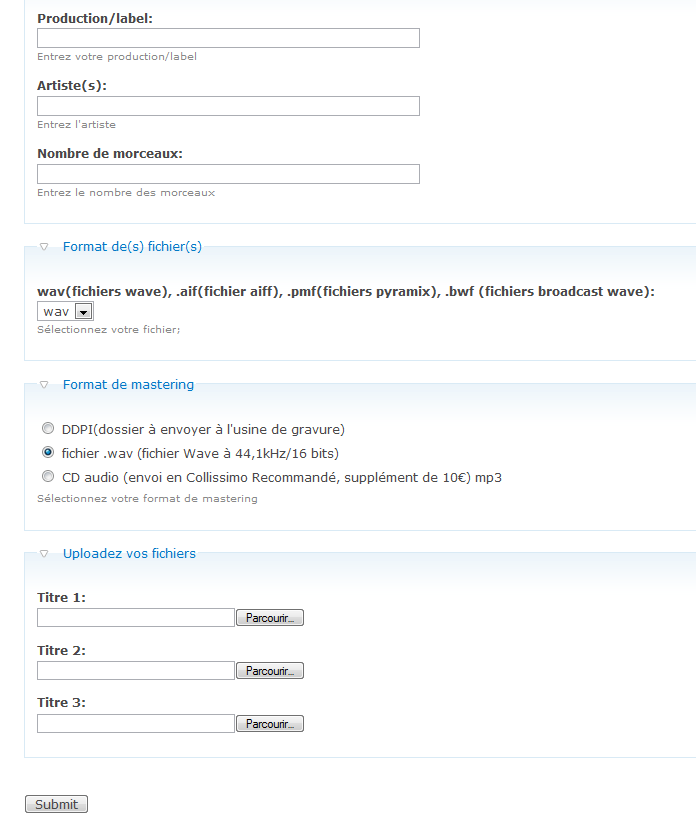 Production/label:
Entrez votre production/label
Artiste(s):
Entrez l'artiste
Nombre de morceaux:
Entrez le nombre des morceaux
Format de(s) fichier(s)
wav(fichiers wave), .aif(fichier aiff), .pmf(fichiers pyramix), .bwf (fichiers broadcast wave):
wav
Sélectionnez votre fichier;
Format de mastering
DDPI(dossier à envoyer à l'usine de gravure)
fichier .wav (fichier Wave à 44,1kHz/16 bits)
CD audio (envoi en Collissimo Recommandé, supplément de 10€) mp3
Sélectionnez votre format de mastering
Uploadez vos fichiers
Titre 1:
Parcourir...
Titre 2:
Parcourir...
Titre 3:
Parcourir...
Submit